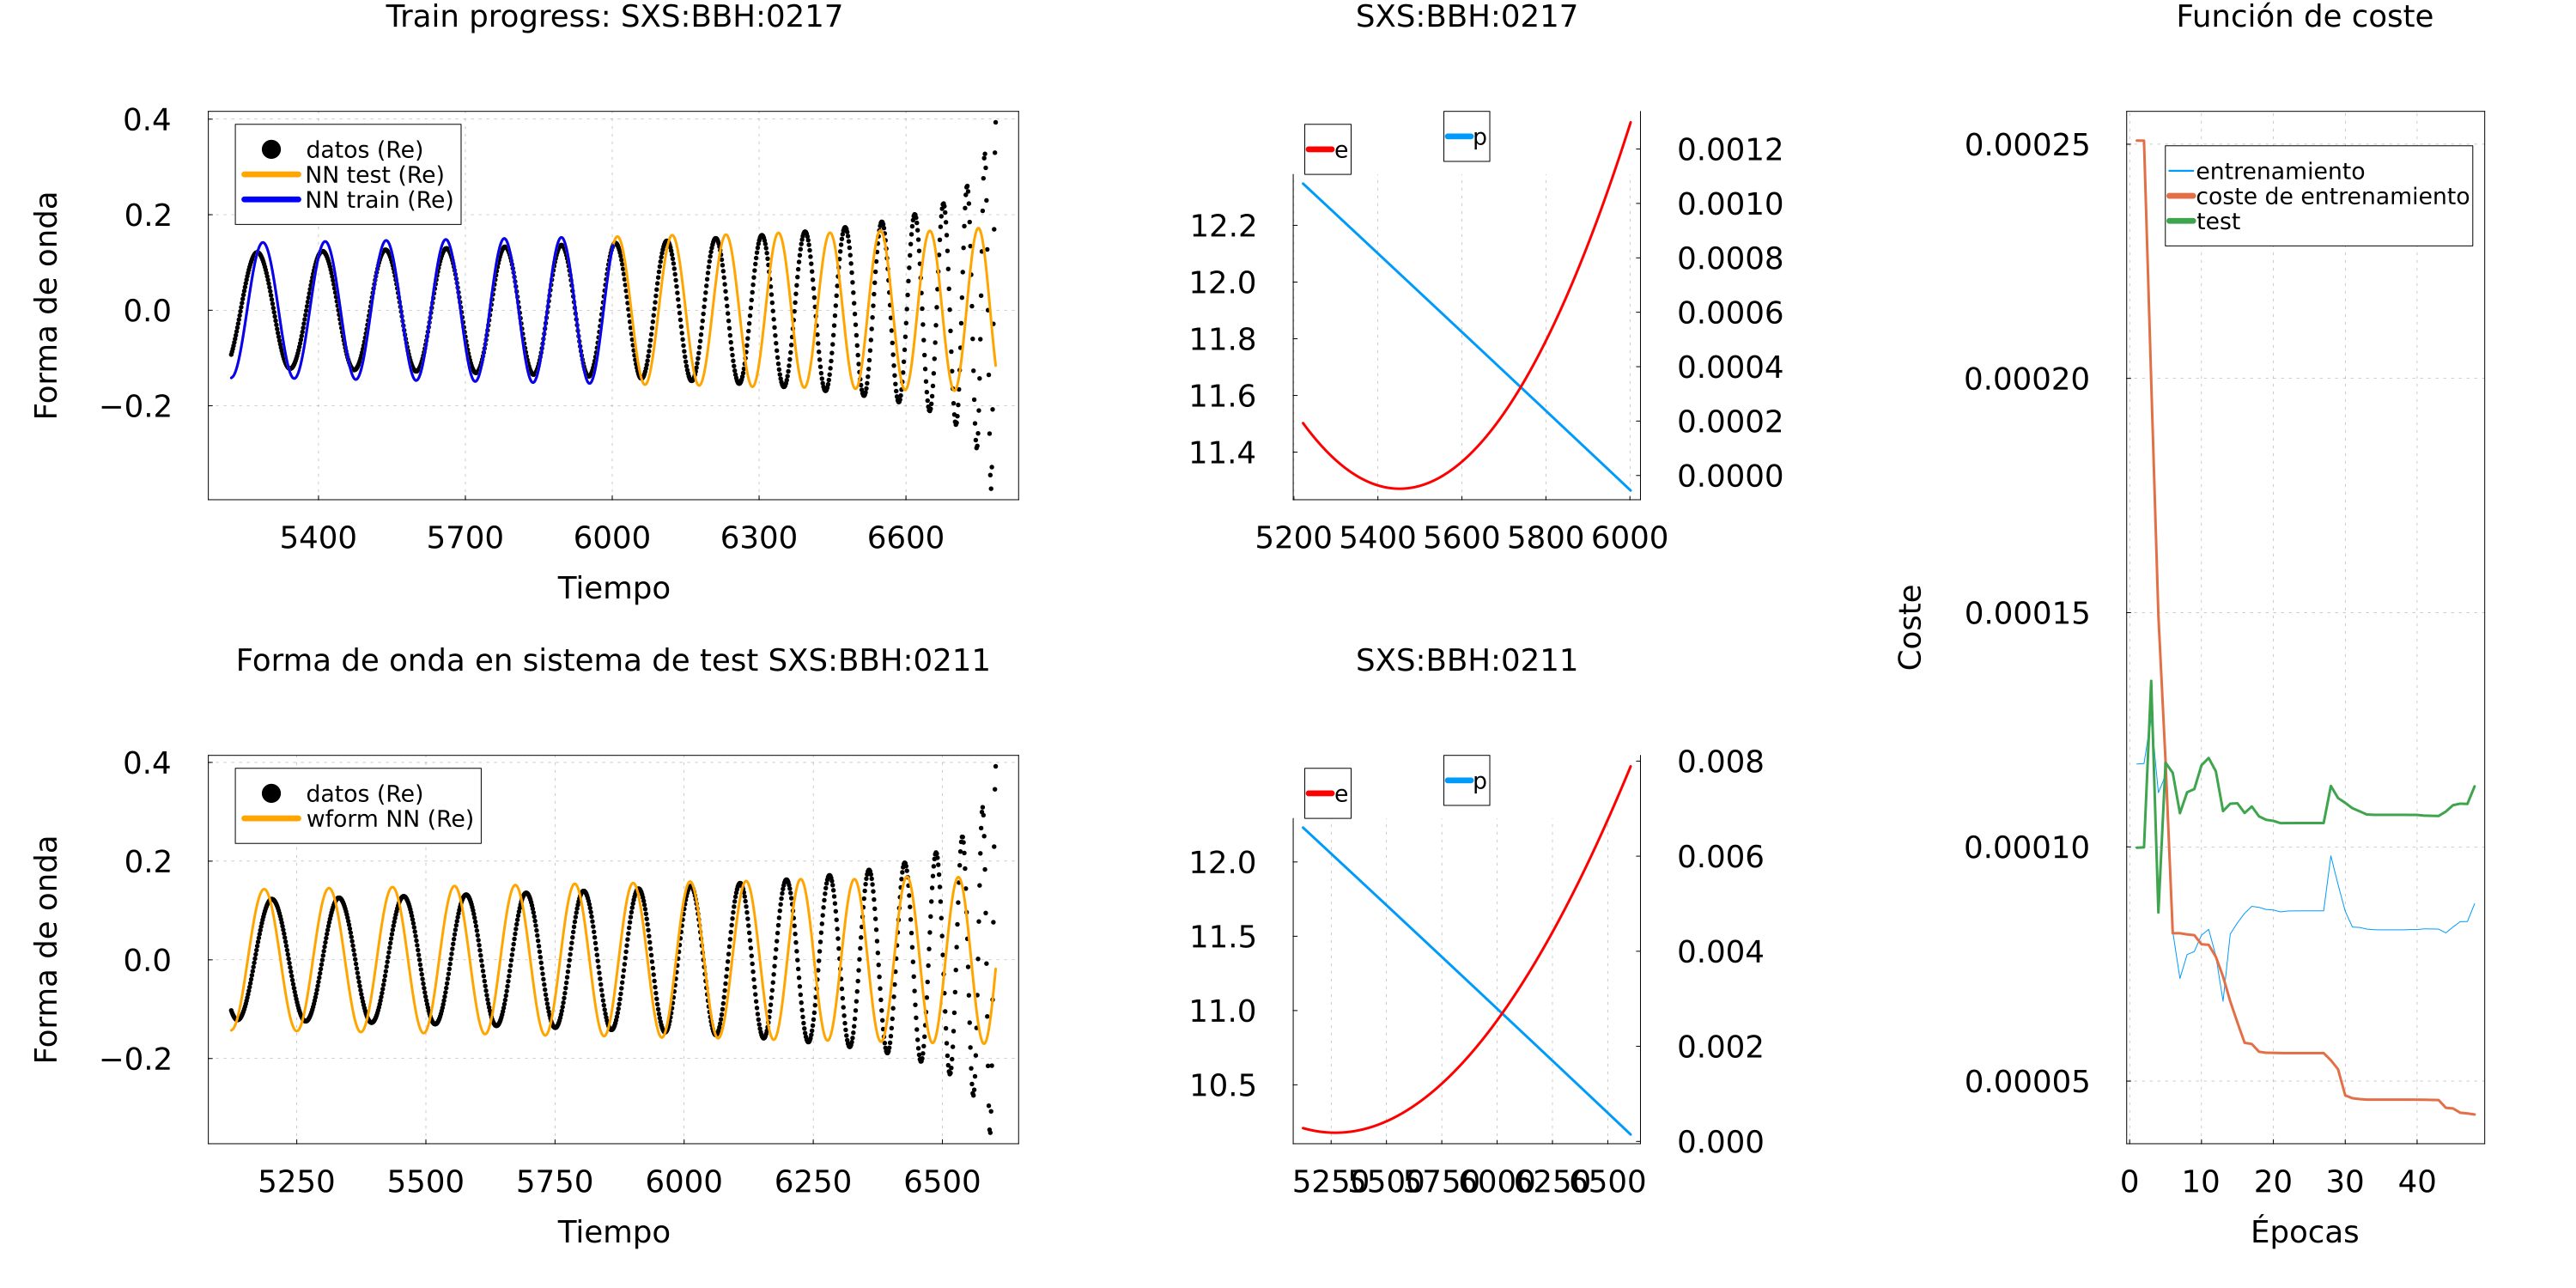 Train progress: SXS:BBH:0217
0.4
0.2
0.0
−0.2
Forma de onda
datos (Re)
NN test (Re)
NN train (Re)
5400 5700 6000 6300 6600
Tiempo
SXS:BBH:0217
e
p
12.2
12.0
11.8
11.6
11.4
0.0012
0.0010
0.0008
0.0006
0.0004
0.0002
0.0000
5200 5400 5600 5800 6000
Forma de onda en sistema de test SXS:BBH:0211
0.4
0.2
0.0
−0.2
Forma de onda
datos (Re)
wform NN (Re)
5250 5500 5750 6000 6250 6500
Tiempo
SXS:BBH:0211
e
p
12.0
11.5
11.0
10.5
0.008
0.006
0.004
0.002
0.000
5250 5500 5750 6000 6250 6500
Función de coste
0.00025
0.00020
0.00015
0.00010
0.00005
Coste
entrenamiento
coste de entrenamiento
test
0 10 20 30 40
Épocas